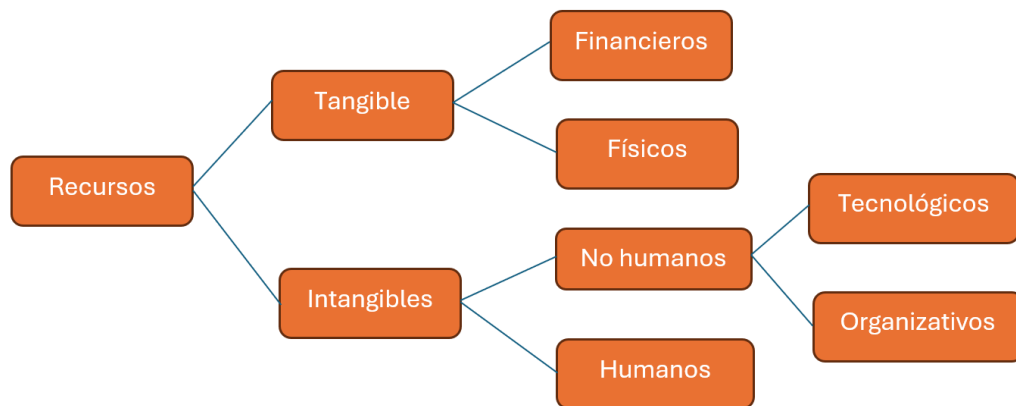 Recursos
Tangible
Financieros
Físicos
Intangibles
No humanos
Tecnológicos
Organizativos
Humanos